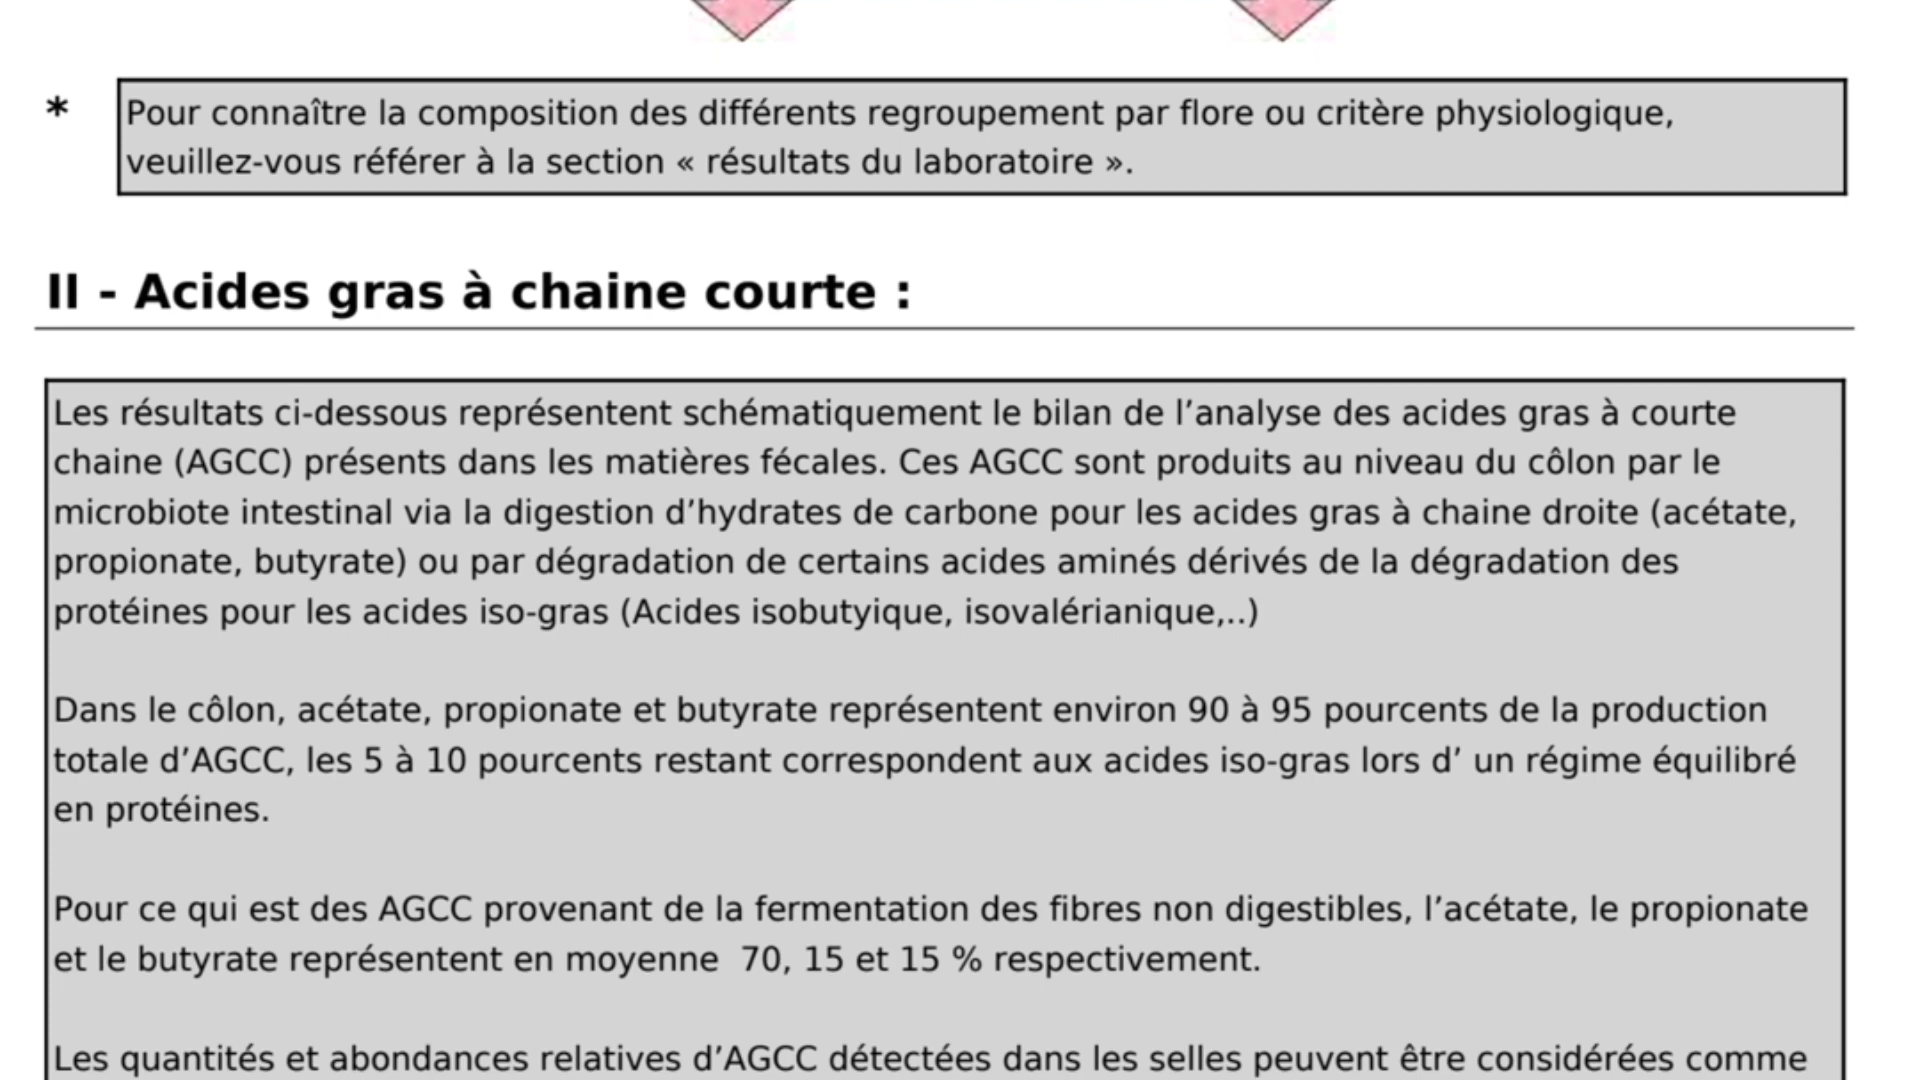 * Pour connaître la composition des différents regroupement par flore ou critère physiologique,
veuillez-vous référer à la section « résultats du laboratoire ».
II - Acides gras à chaine courte :
Les résultats ci-dessous représentent schématiquement le bilan de l’analyse des acides gras à courte
chaine (AGCC) présents dans les matières fécales. Ces AGCC sont produits au niveau du côlon par le
microbiote intestinal via la digestion d’hydrates de carbone pour les acides gras à chaine droite (acétate,
propionate, butyrate) ou par dégradation de certains acides aminés dérivés de la dégradation des
protéines pour les acides iso-gras (Acides isobutyique, isovalérianique,..)
Dans le côlon, acétate, propionate et butyrate représentent environ 90 à 95 pourcents de la production
totale d’AGCC, les 5 à 10 pourcents restant correspondent aux acides iso-gras lors d’ un régime équilibré
en protéines.
Pour ce qui est des AGCC provenant de la fermentation des fibres non digestibles, l’acétate, le propionate
et le butyrate représentent en moyenne  70, 15 et 15 % respectivement.
Les quantités et abondances relatives d’AGCC détectées dans les selles peuvent être considérées comme